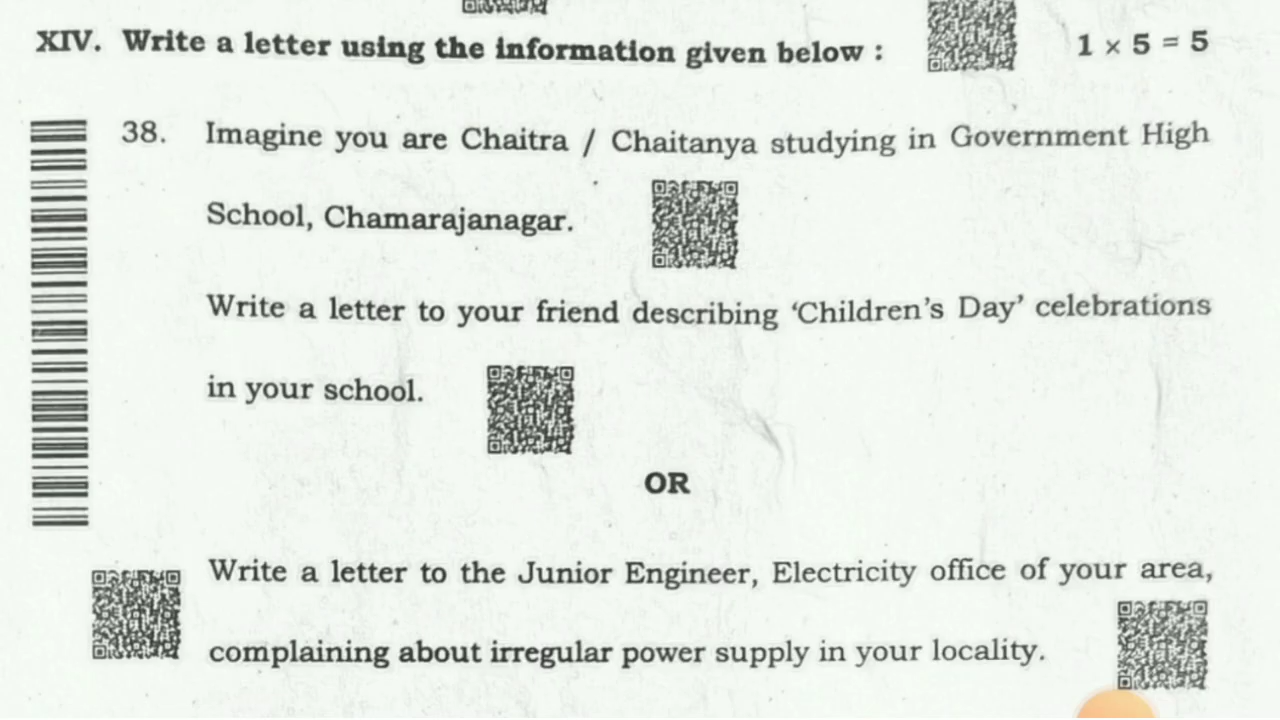 XIV. Write a letter using the information given below : 1 × 5 = 5
38. Imagine you are Chaitra / Chaitanya studying in Government High
School, Chamarajanagar.
Write a letter to your friend describing ‘Children’s Day’ celebrations
in your school.
OR
Write a letter to the Junior Engineer, Electricity office of your area,
complaining about irregular power supply in your locality.